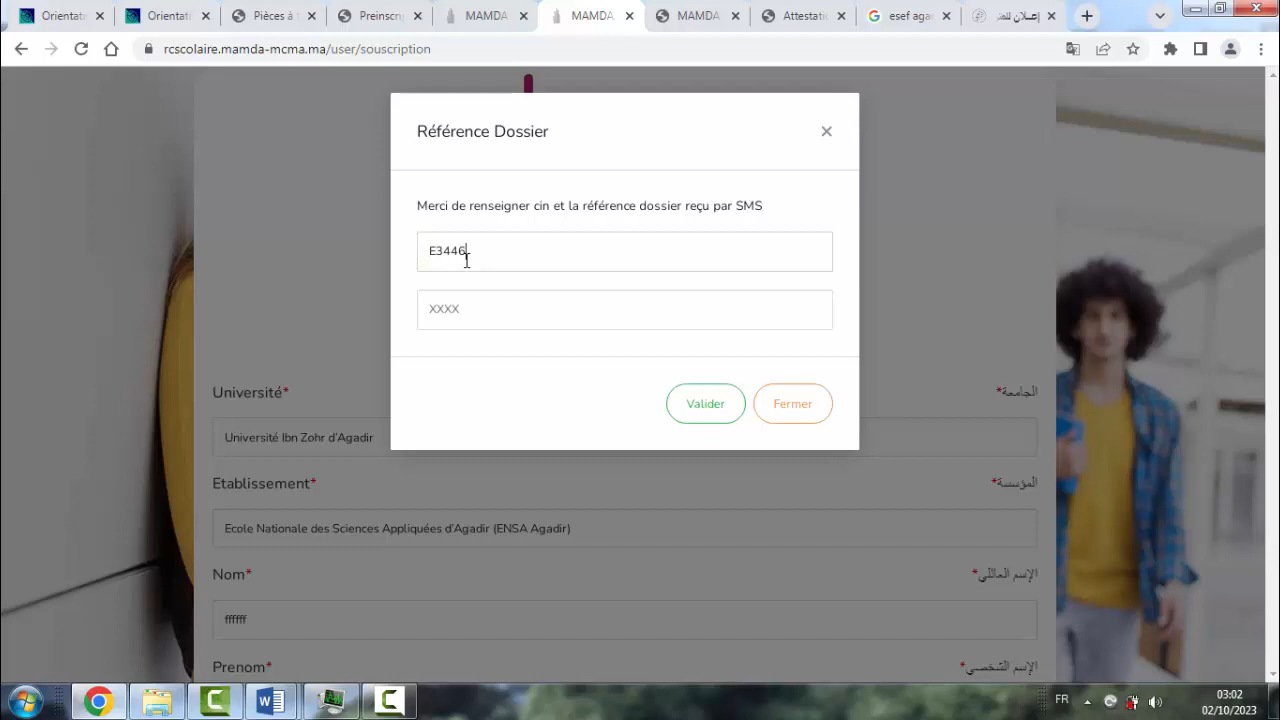 Orientati
Orientati
Pièces à
Preinscri
MAMDA
MAMDA
MAMDA
Attestati
esef agar
إعـلان للمتر
rcscolaire.mamda-mcma.ma/user/souscription
Référence Dossier
×
Merci de renseigner cin et la référence dossier reçu par SMS
E3446
XXXX
Valider
Fermer
Université*
الجامعة*
Université Ibn Zohr d'Agadir
Etablissement*
المؤسسة*
Ecole Nationale des Sciences Appliquées d'Agadir (ENSA Agadir)
Nom*
الإسم العائلي*
ffffff
Prenom*
الإسم الشخصي*
FR
03:02
02/10/2023